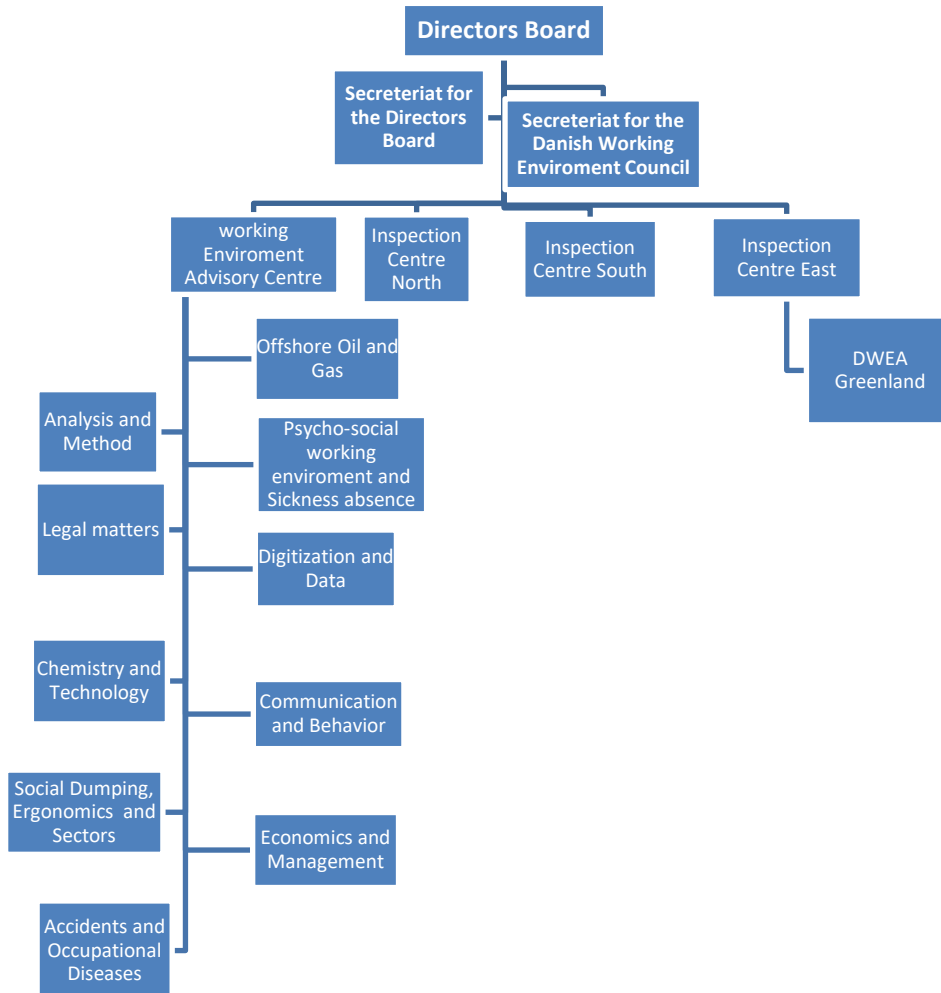 Directors Board
Secreteriat for
the Directors
Board
Secreteriat for the
Danish Working
Enviroment Council
working
Enviroment
Advisory Centre
Inspection
Centre
North
Inspection
Centre South
Inspection
Centre East
Offshore Oil and
Gas
DWEA
Greenland
Analysis and
Method
Psycho-social
working
enviroment and
Sickness absence
Legal matters
Digitization and
Data
Chemistry and
Technology
Communication
and Behavior
Social Dumping,
Ergonomics and
Sectors
Economics and
Management
Accidents and
Occupational
Diseases